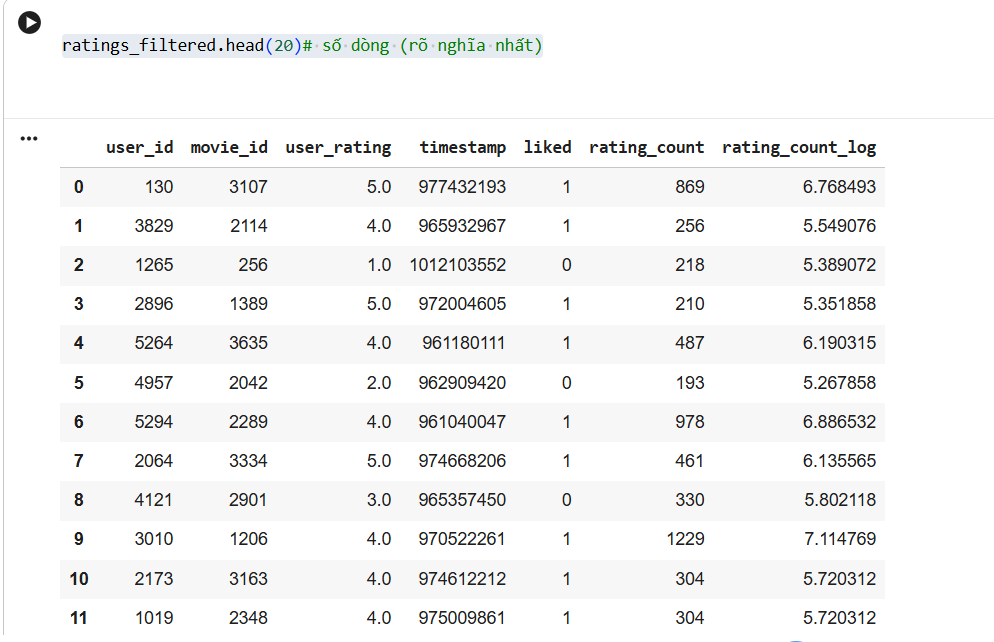 ratings_filtered.head(20)# số dòng (rõ nghĩa nhất)
user_id movie_id user_rating timestamp liked rating_count rating_count_log
0 130 3107 5.0 977432193 1 869 6.768493
1 3829 2114 4.0 965932967 1 256 5.549076
2 1265 256 1.0 1012103552 0 218 5.389072
3 2896 1389 5.0 972004605 1 210 5.351858
4 5264 3635 4.0 961180111 1 487 6.190315
5 4957 2042 2.0 962909420 0 193 5.267858
6 5294 2289 4.0 961040047 1 978 6.886532
7 2064 3334 5.0 974668206 1 461 6.135565
8 4121 2901 3.0 965357450 0 330 5.802118
9 3010 1206 4.0 970522261 1 1229 7.114769
10 2173 3163 4.0 974612212 1 304 5.720312
11 1019 2348 4.0 975009861 1 304 5.720312